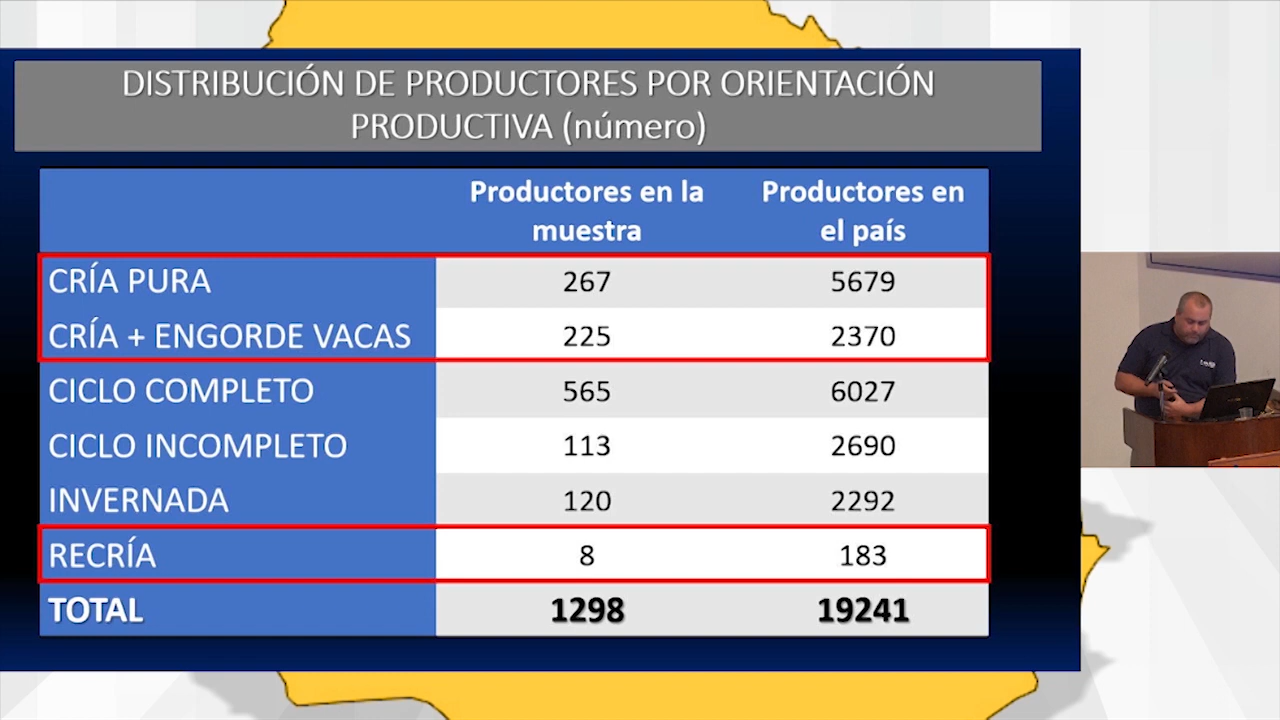 DISTRIBUCIÓN DE PRODUCTORES POR ORIENTACIÓN
PRODUCTIVA (número)
Productores en la muestra Productores en el país
CRÍA PURA 267 5679
CRÍA + ENGORDE VACAS 225 2370
CICLO COMPLETO 565 6027
CICLO INCOMPLETO 113 2690
INVERNADA 120 2292
RECRÍA 8 183
TOTAL 1298 19241